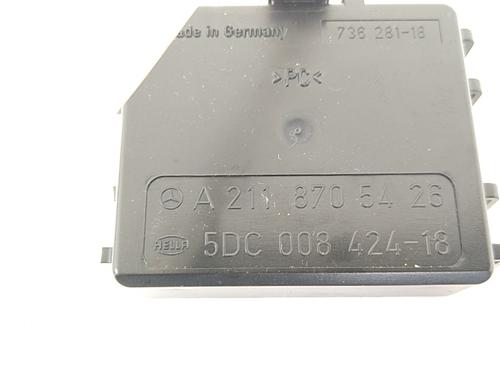 ade in Germany
736 281-18
>PC<
A 211 870 54 26
HELLA 5DC 008 424-18